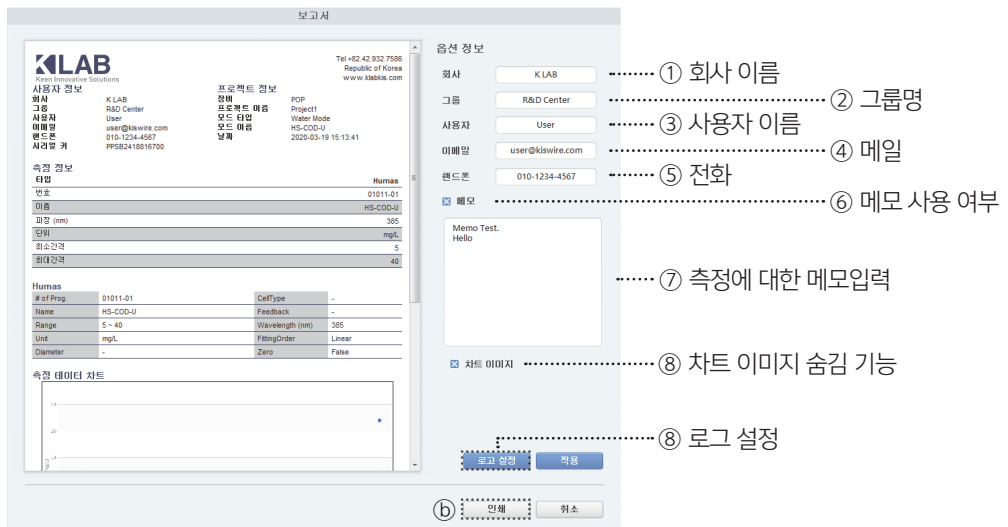 보고서
KLAB
Keen Innovative Solutions
Tel +82.42.932.7586
Republic of Korea
www.klabkis.com
사용자 정보
회사 K LAB
그룹 R&D Center
사용자 User
이메일 user@kiswire.com
핸드폰 010-1234-4567
시리얼 키 PPSB2418816700
프로젝트 정보
장비 POP
프로젝트 이름 Project1
모드 타입 Water Mode
모드 이름 HS-COD-U
날짜 2020-03-19 15:13:41
측정 정보
타입 Humas
번호 01011-01
이름 HS-COD-U
파장 (nm) 385
단위 mg/L
최소간격 5
최대간격 40
Humas
# of Prog. 01011-01 CellType -
Name HS-COD-U Feedback -
Range 5 ~ 40 Wavelength (nm) 385
Unit mg/L FittingOrder Linear
Diameter - Zero False
측정 데이터 차트
옵션 정보
회사 K LAB ① 회사 이름
그룹 R&D Center ② 그룹명
사용자 User ③ 사용자 이름
이메일 user@kiswire.com ④ 메일
핸드폰 010-1234-4567 ⑤ 전화
메모 ⑥ 메모 사용 여부
Memo Test.
Hello
⑦ 측정에 대한 메모입력
차트 이미지 ⑧ 차트 이미지 숨김 기능
⑧ 로그 설정
로고 설정 적용
ⓑ 인쇄 취소